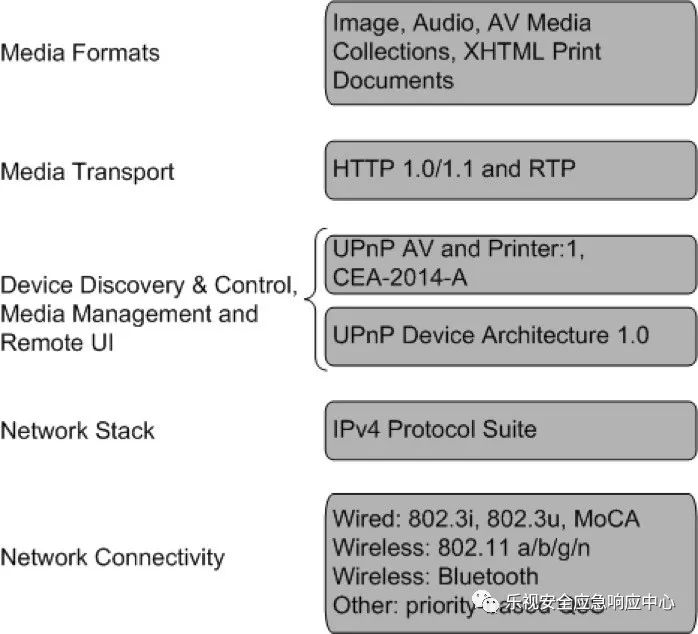 Media Formats
Image, Audio, AV Media
Collections, XHTML Print
Documents
Media Transport
HTTP 1.0/1.1 and RTP
Device Discovery & Control,
Media Management and
Remote UI
UPnP AV and Printer:1,
CEA-2014-A
UPnP Device Architecture 1.0
Network Stack
IPv4 Protocol Suite
Network Connectivity
Wired: 802.3i, 802.3u, MoCA
Wireless: 802.11 a/b/g/n
Wireless: Bluetooth
Other: priority-based QoS
乐视安全应急响应中心